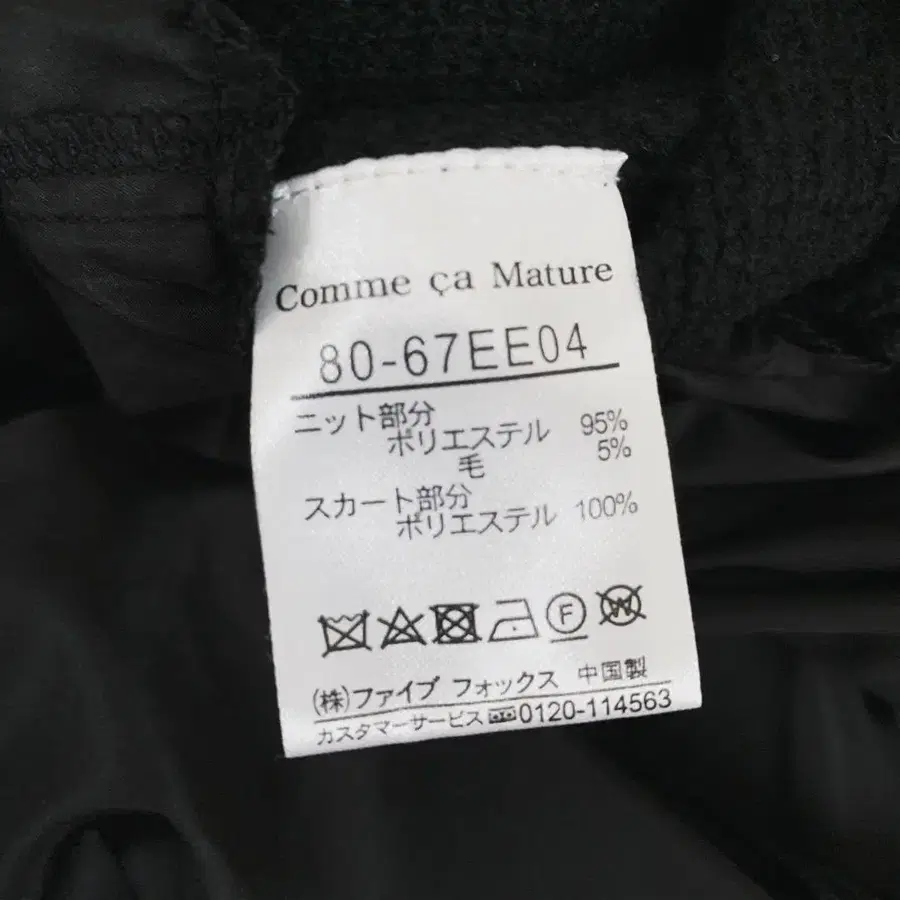 Comme ça Mature
80-67EE04
ニット部分
ポリエステル 95%
毛 5%
スカート部分
ポリエステル 100%
F W
(株)ファイブ フォックス 中国製
カスタマーサービス 0120-114563